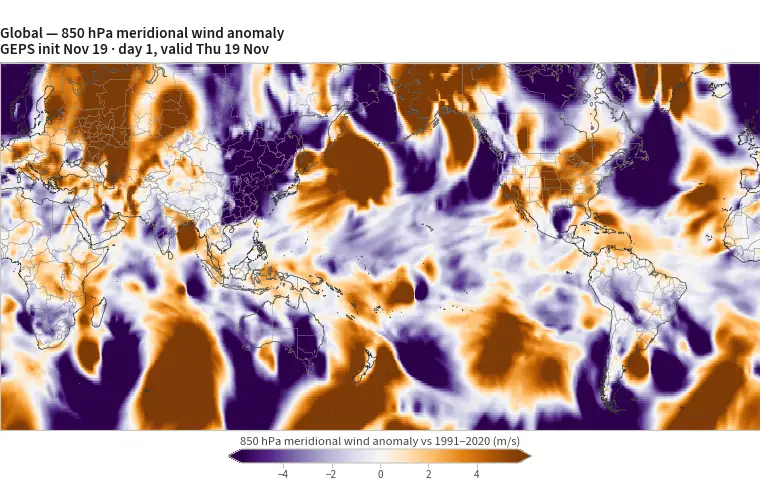 Global — 850 hPa meridional wind anomaly
GEPS init Nov 19 · day 1, valid Thu 19 Nov
850 hPa meridional wind anomaly vs 1991–2020 (m/s)
−4 −2 0 2 4